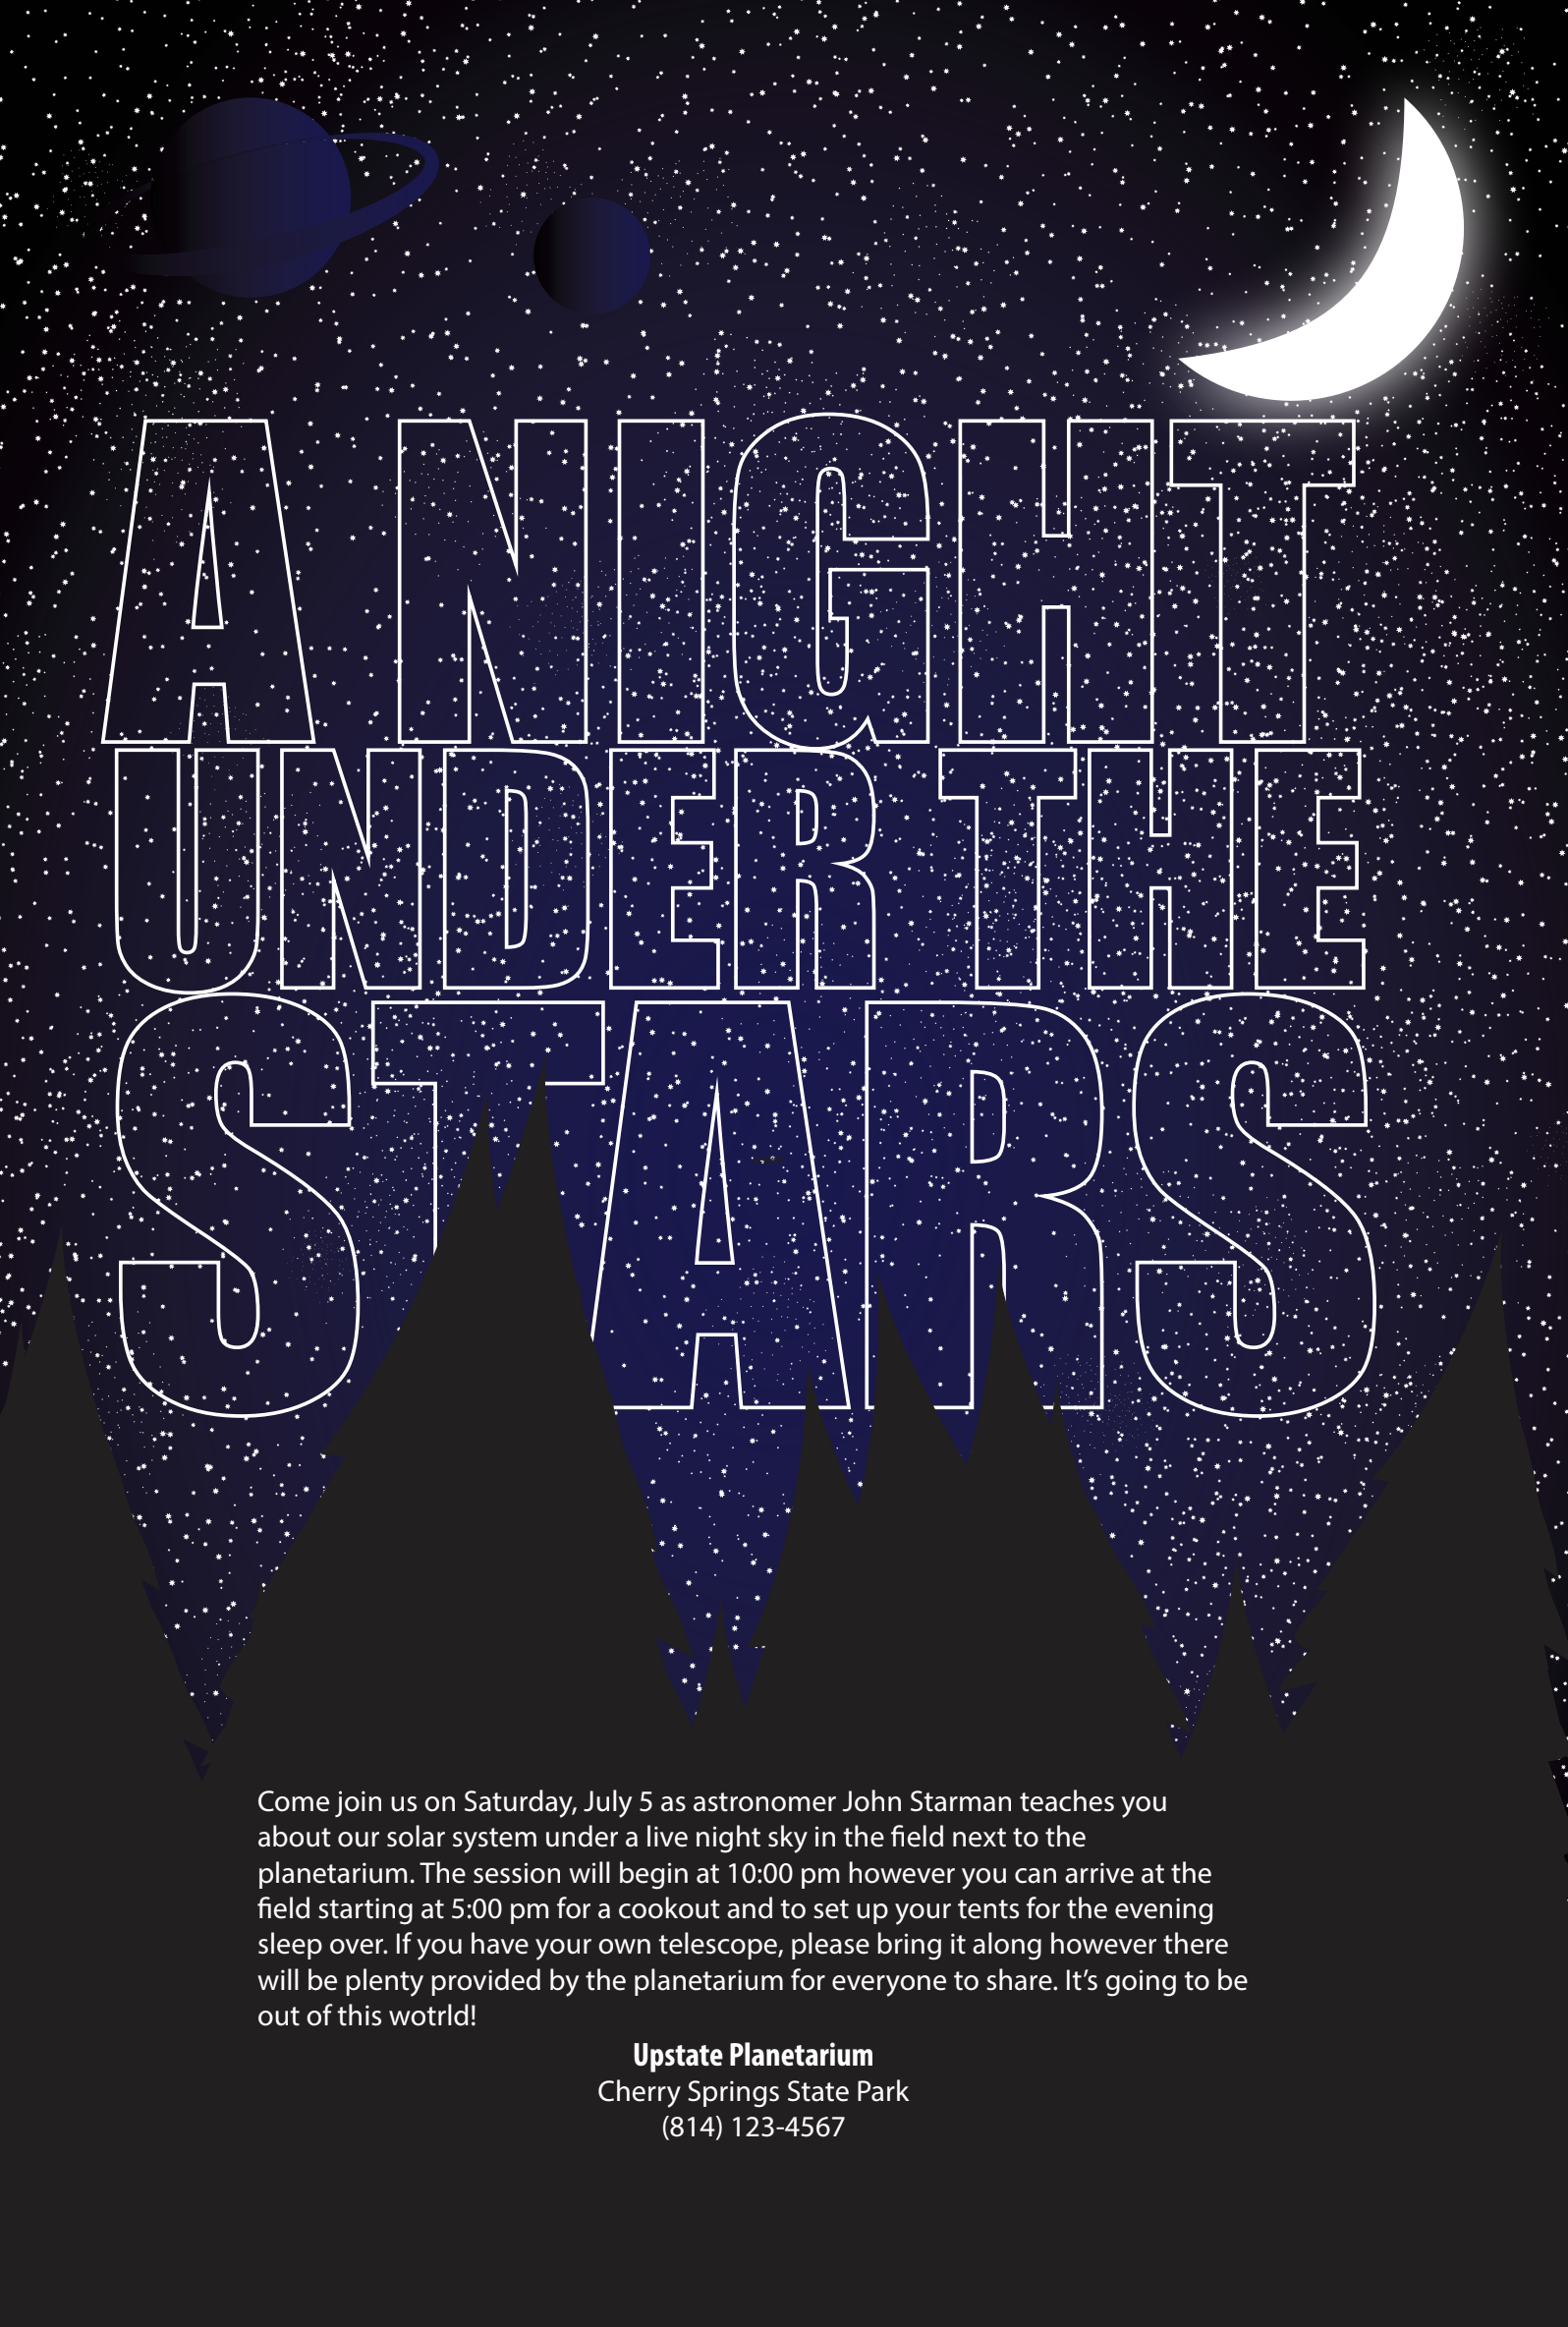 A NIGHT
UNDER THE
STARS
Come join us on Saturday, July 5 as astronomer John Starman teaches you
about our solar system under a live night sky in the field next to the
planetarium. The session will begin at 10:00 pm however you can arrive at the
field starting at 5:00 pm for a cookout and to set up your tents for the evening
sleep over. If you have your own telescope, please bring it along however there
will be plenty provided by the planetarium for everyone to share. It’s going to be
out of this wotrld!
Upstate Planetarium
Cherry Springs State Park
(814) 123-4567